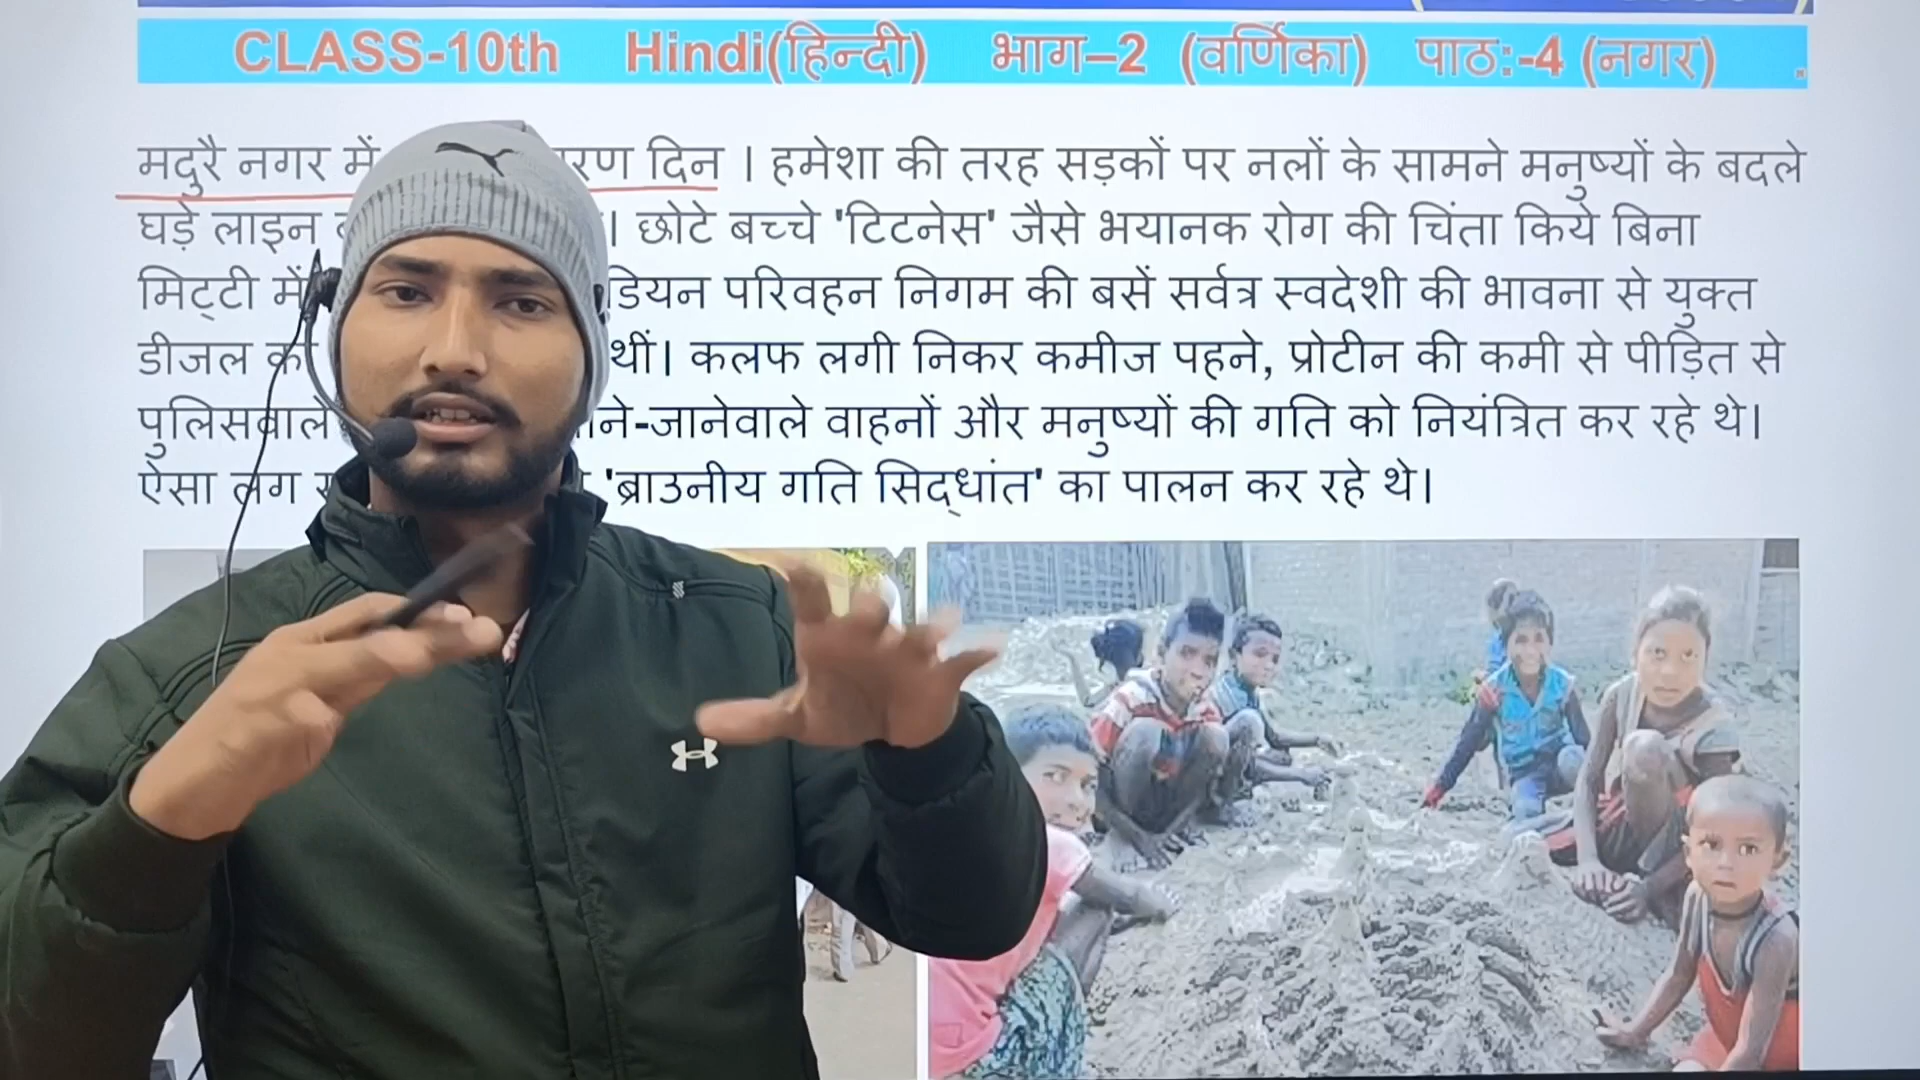 CLASS-10th Hindi(हिन्दी) भाग–2 (वर्णिका) पाठ:-4 (नगर)
मदुरै नगर में दिन । हमेशा की तरह सड़कों पर नलों के सामने मनुष्यों के बदले
घड़े लाइन । छोटे बच्चे 'टिटनेस' जैसे भयानक रोग की चिंता किये बिना
मिट्टी में परिवहन निगम की बसें सर्वत्र स्वदेशी की भावना से युक्त
डीजल थीं। कलफ लगी निकर कमीज पहने, प्रोटीन की कमी से पीड़ित से
पुलिसवाले -जानेवाले वाहनों और मनुष्यों की गति को नियंत्रित कर रहे थे।
ऐसा लग 'ब्राउनीय गति सिद्धांत' का पालन कर रहे थे।